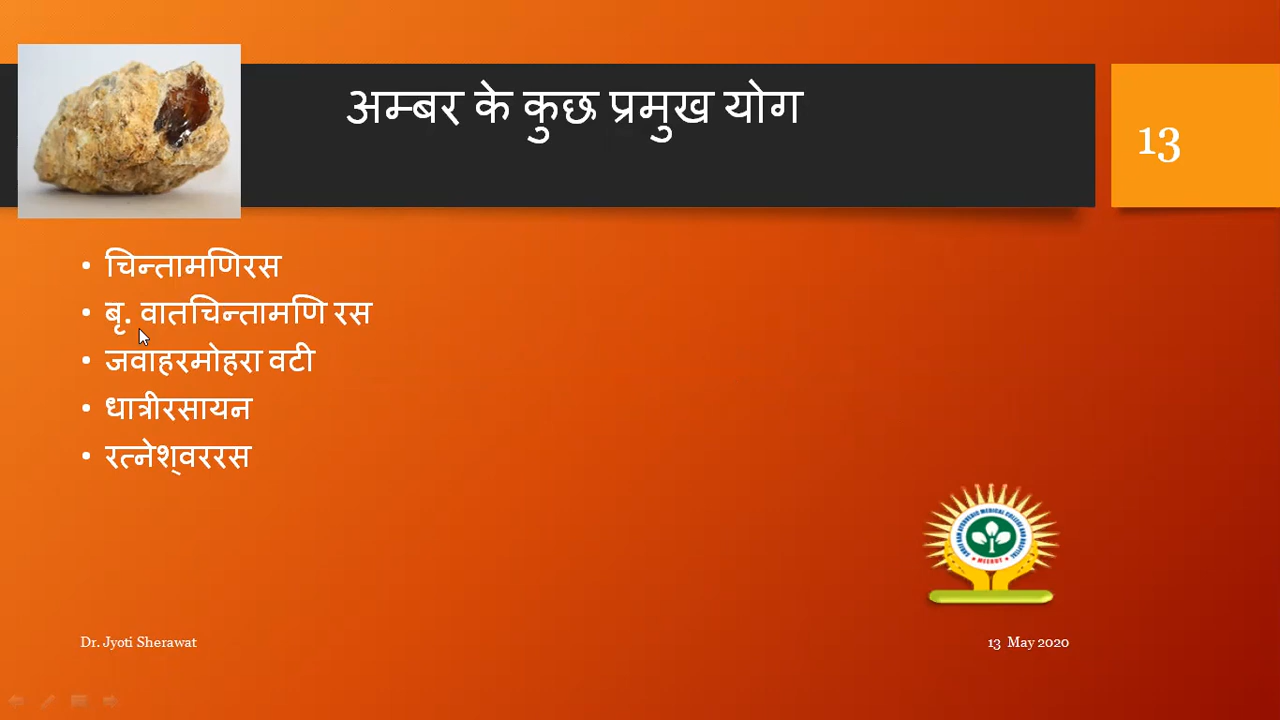 अम्बर के कुछ प्रमुख योग
13
• चिन्तामणिरस
• बृ. वातचिन्तामणि रस
• जवाहरमोहरा वटी
• धात्रीरसायन
• रत्नेश्‌वररस
MEERUT
Dr. Jyoti Sherawat
13 May 2020